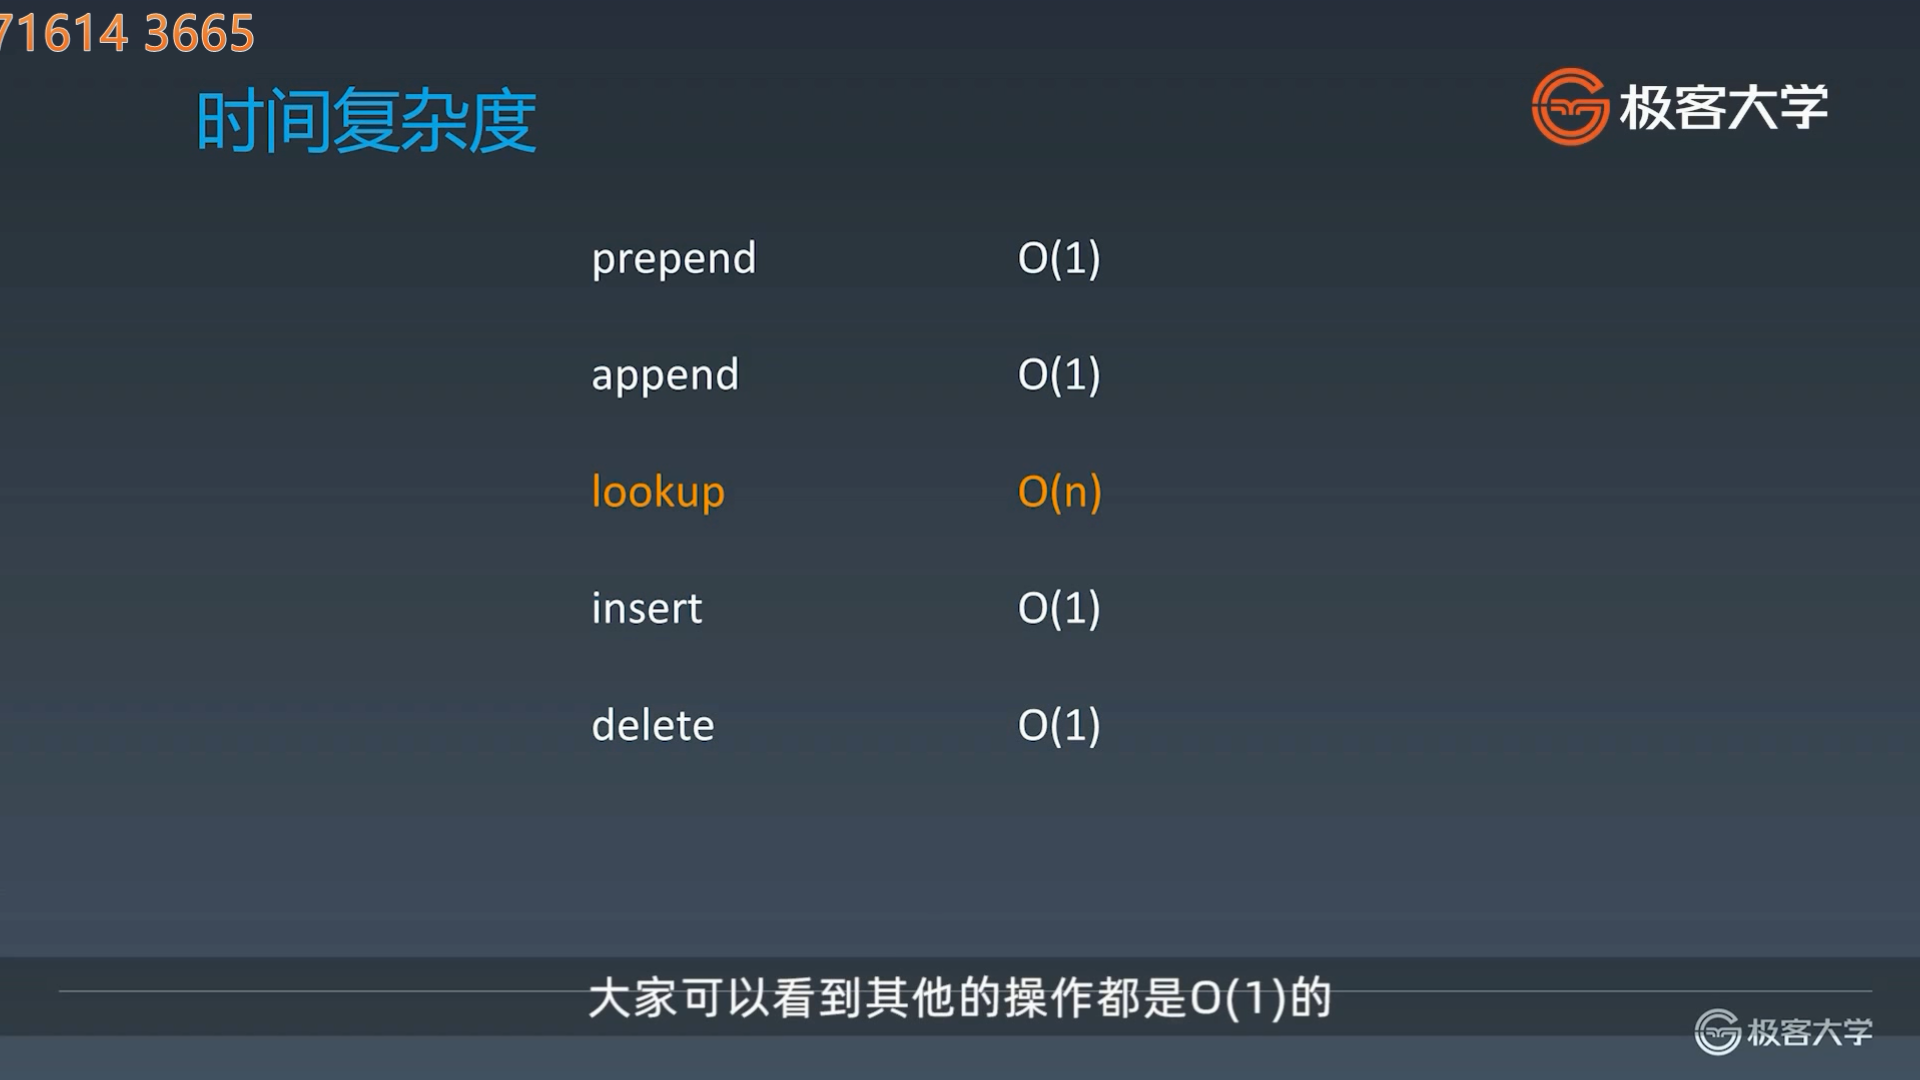 71614 3665
时间复杂度
极客大学
prepend O(1)
append O(1)
lookup O(n)
insert O(1)
delete O(1)
大家可以看到其他的操作都是O(1)的
极客大学